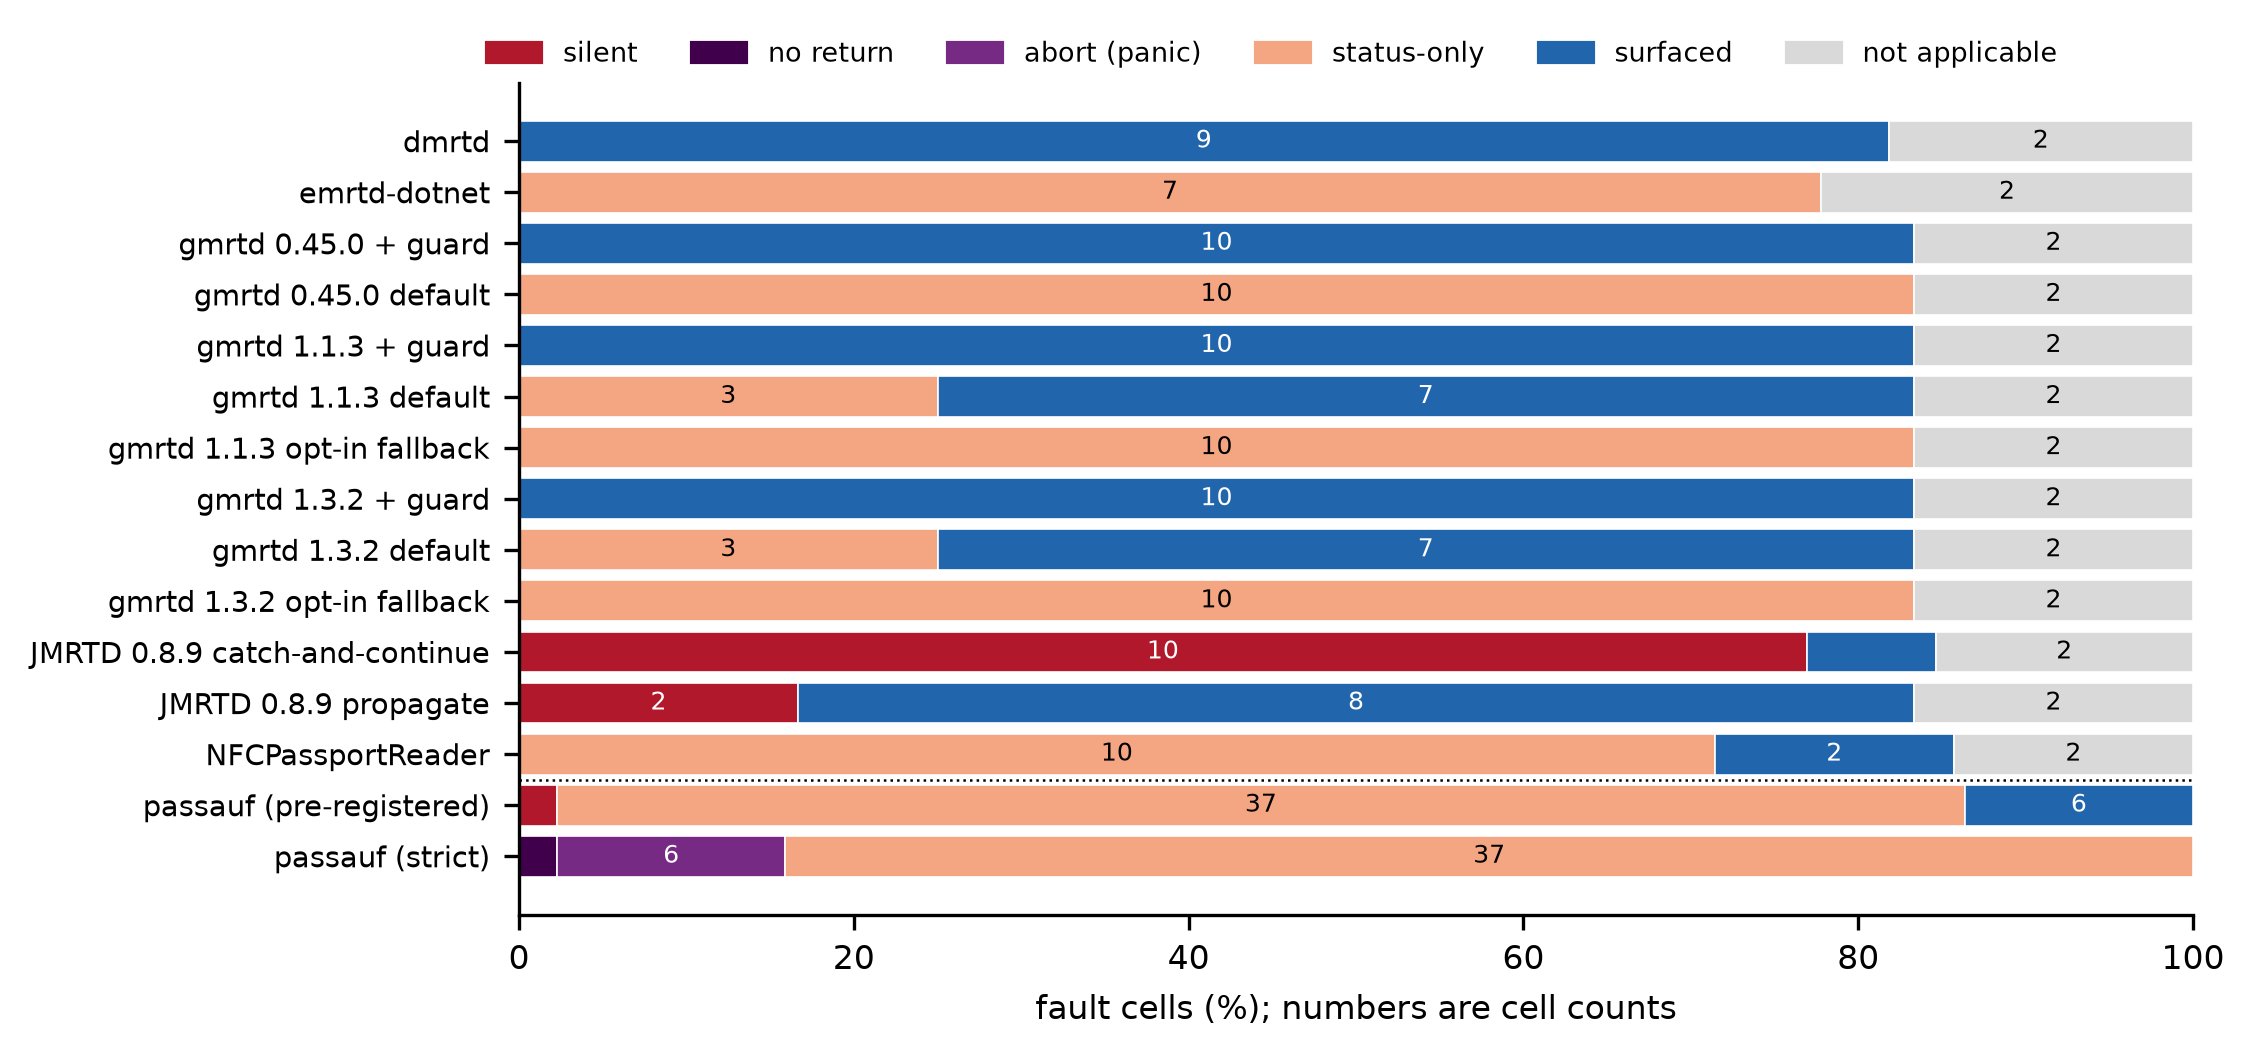 silent no return abort (panic) status-only surfaced not applicable
dmrtd 9 2
emrtd-dotnet 7 2
gmrtd 0.45.0 + guard 10 2
gmrtd 0.45.0 default 10 2
gmrtd 1.1.3 + guard 10 2
gmrtd 1.1.3 default 3 7 2
gmrtd 1.1.3 opt-in fallback 10 2
gmrtd 1.3.2 + guard 10 2
gmrtd 1.3.2 default 3 7 2
gmrtd 1.3.2 opt-in fallback 10 2
JMRTD 0.8.9 catch-and-continue 10 2
JMRTD 0.8.9 propagate 2 8 2
NFCPassportReader 10 2 2
passauf (pre-registered) 37 6
passauf (strict) 6 37
0 20 40 60 80 100
fault cells (%); numbers are cell counts